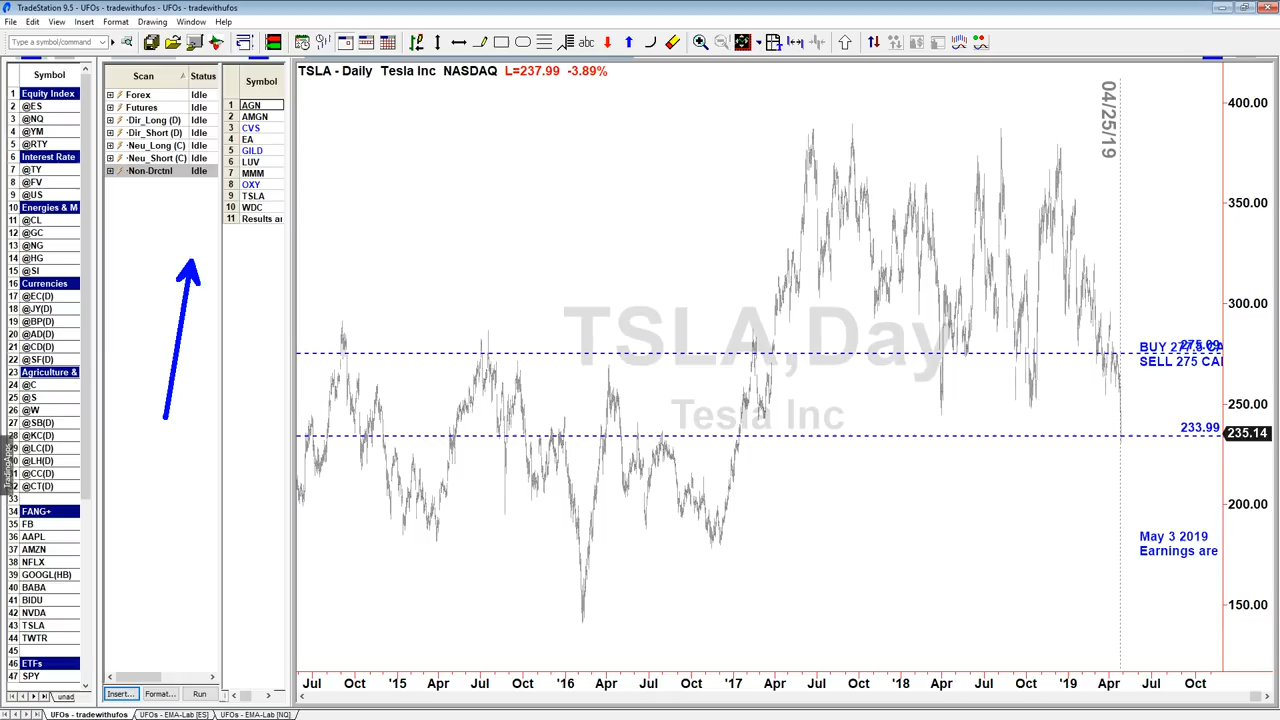 TradeStation 9.5 - UFOs - tradewithufos - UFOs - tradewithufos
File Edit View Insert Format Drawing Window Help
Type a symbol/command
abc
Symbol
1 Equity Index
2 @ES
3 @NQ
4 @YM
5 @RTY
6 Interest Rate
7 @TY
8 @FV
9 @US
10 Energies & M
11 @CL
12 @GC
13 @NG
14 @HG
15 @SI
16 Currencies
17 @EC(D)
18 @JY(D)
19 @BP(D)
20 @AD(D)
21 @CD(D)
22 @SF(D)
23 Agriculture &
24 @C
25 @S
26 @W
27 @SB(D)
28 @KC(D)
29 @LC(D)
30 @LH(D)
31 @CC(D)
32 @CT(D)
33
34 FANG+
35 FB
36 AAPL
37 AMZN
38 NFLX
39 GOOGL(HB)
40 BABA
41 BIDU
42 NVDA
43 TSLA
44 TWTR
45
46 ETFs
47 SPY
unad
Scan Status
Forex Idle
Futures Idle
·Dir_Long (D) Idle
·Dir_Short (D) Idle
·Neu_Long (C) Idle
·Neu_Short (C) Idle
·Non-Drctnl Idle
Insert... Format... Run
Symbol
1 AGN
2 AMGN
3 CVS
4 EA
5 GILD
6 LUV
7 MMM
8 OXY
9 TSLA
10 WDC
11 Results ar
TSLA - Daily Tesla Inc NASDAQ L=237.99 -3.89%
04/25/19
TSLA,Day
Tesla Inc
SELL 275 CAL
233.99
235.14
May 3 2019
Earnings are
400.00
350.00
300.00
250.00
200.00
150.00
Jul Oct '15 Apr Jul Oct '16 Apr Jul Oct '17 Apr Jul Oct '18 Apr Jul Oct '19 Apr Jul Oct
UFOs - tradewithufos UFOs - EMA-Lab [ES] UFOs - EMA-Lab [NQ]